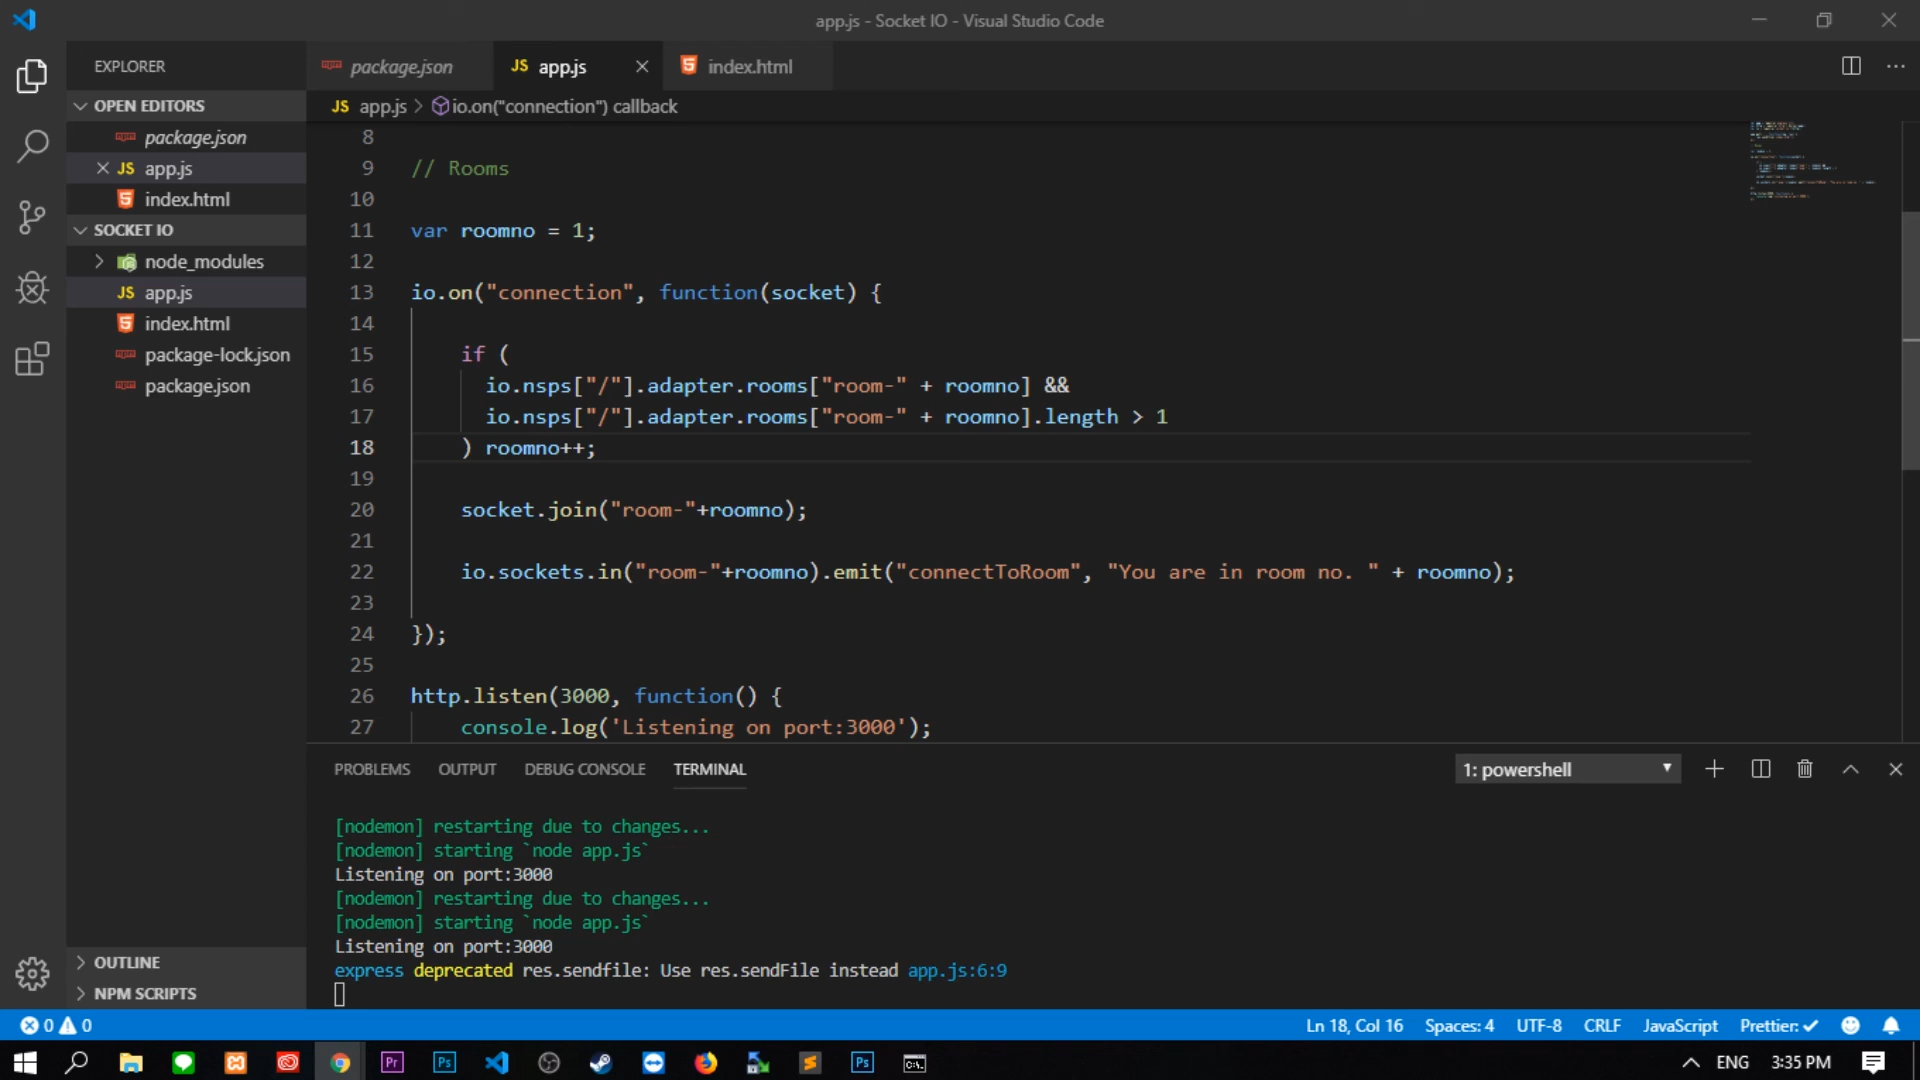 app.js - Socket IO - Visual Studio Code
EXPLORER
OPEN EDITORS
package.json
JS app.js
index.html
SOCKET IO
node_modules
JS app.js
index.html
package-lock.json
package.json
OUTLINE
NPM SCRIPTS
package.json
JS app.js
index.html
JS app.js > io.on("connection") callback
8
9 // Rooms
10
11 var roomno = 1;
12
13 io.on("connection", function(socket) {
14
15 if (
16 io.nsps["/"].adapter.rooms["room-" + roomno] &&
17 io.nsps["/"].adapter.rooms["room-" + roomno].length > 1
18 ) roomno++;
19
20 socket.join("room-"+roomno);
21
22 io.sockets.in("room-"+roomno).emit("connectToRoom", "You are in room no. " + roomno);
23
24 });
25
26 http.listen(3000, function() {
27 console.log('Listening on port:3000');
PROBLEMS OUTPUT DEBUG CONSOLE TERMINAL
1: powershell
[nodemon] restarting due to changes...
[nodemon] starting `node app.js`
Listening on port:3000
[nodemon] restarting due to changes...
[nodemon] starting `node app.js`
Listening on port:3000
express deprecated res.sendfile: Use res.sendFile instead app.js:6:9
0 0
Ln 18, Col 16 Spaces: 4 UTF-8 CRLF JavaScript Prettier: ✓
Pr Ps Ps C:\
ENG 3:35 PM